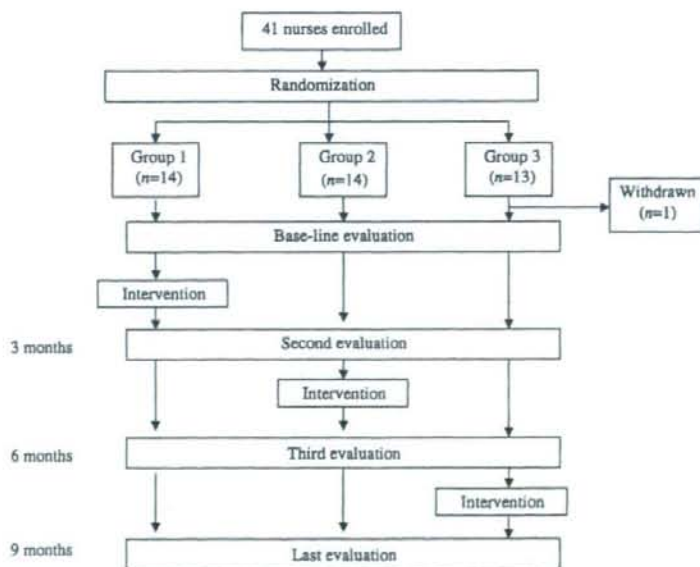 41 nurses enrolled
Randomization
Group 1
(n=14)
Group 2
(n=14)
Group 3
(n=13)
Withdrawn
(n=1)
Base-line evaluation
Intervention
3 months
Second evaluation
Intervention
6 months
Third evaluation
Intervention
9 months
Last evaluation